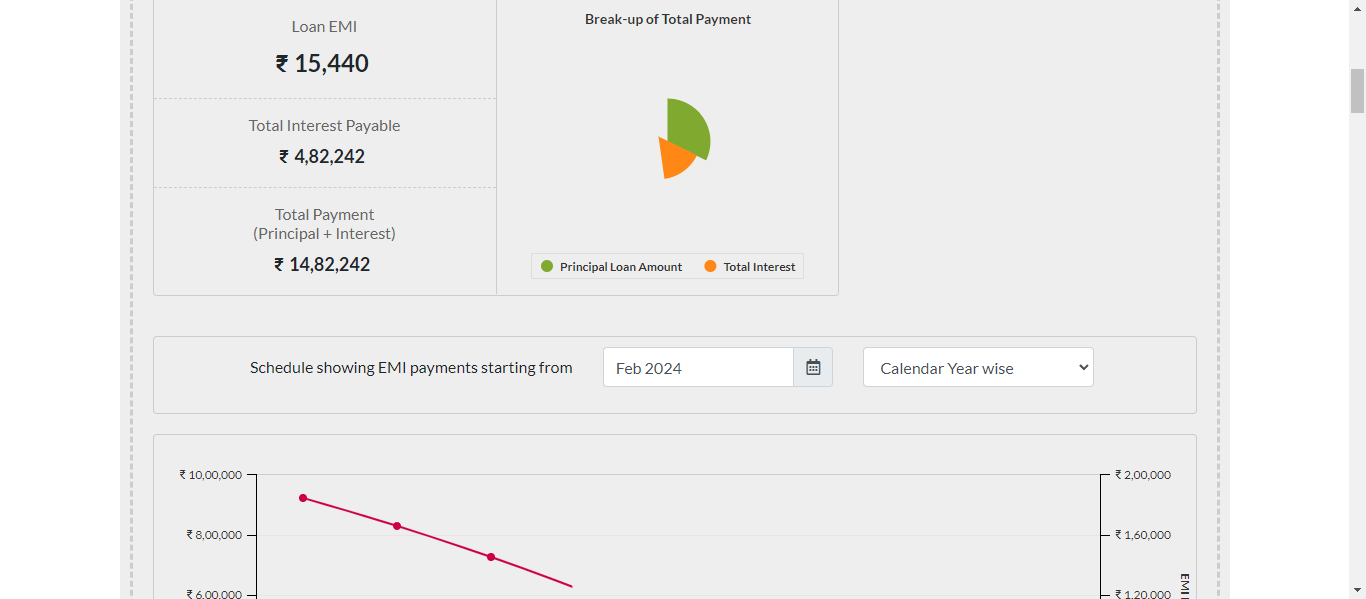 Loan EMI
₹ 15,440
Total Interest Payable
₹ 4,82,242
Total Payment
(Principal + Interest)
₹ 14,82,242
Break-up of Total Payment
Principal Loan Amount
Total Interest
Schedule showing EMI payments starting from
Feb 2024
Calendar Year wise
₹ 10,00,000
₹ 8,00,000
₹ 6,00,000
₹ 2,00,000
₹ 1,60,000
₹ 1,20,000
EMI